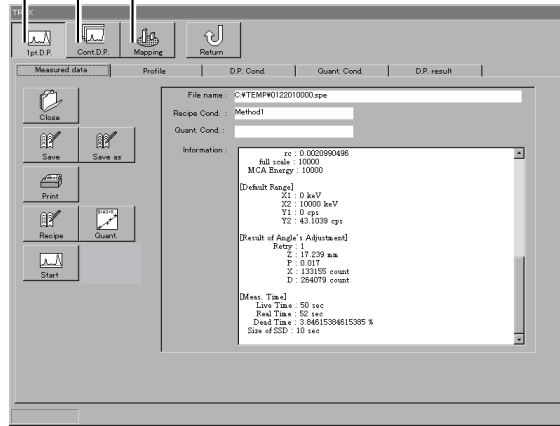 1pt.D.P.
Cont.D.P.
Mapping
Return
Measured data
Profile
D.P. Cond.
Quant. Cond.
D.P. result
Close
Save
Save as
Print
Recipe
Quant.
Start
File name : C:¥TEMP¥0122010000.spe
Recipe Cond. : Method1
Quant. Cond. :
Information :
rc : 0.0020990496
full scale : 10000
MCA Energy : 10000
[Default Range]
X1 : 0 keV
X2 : 10000 keV
Y1 : 0 cps
Y2 : 43.1039 cps
[Result of Angle's Adjustment]
Retry : 1
Z : 17.239 mm
P : 0.017
X : 133155 count
D : 264079 count
[Meas. Time]
Live Time : 50 sec
Real Time : 52 sec
Dead Time : 3.84615384615385 %
Size of SSD : 10 sec